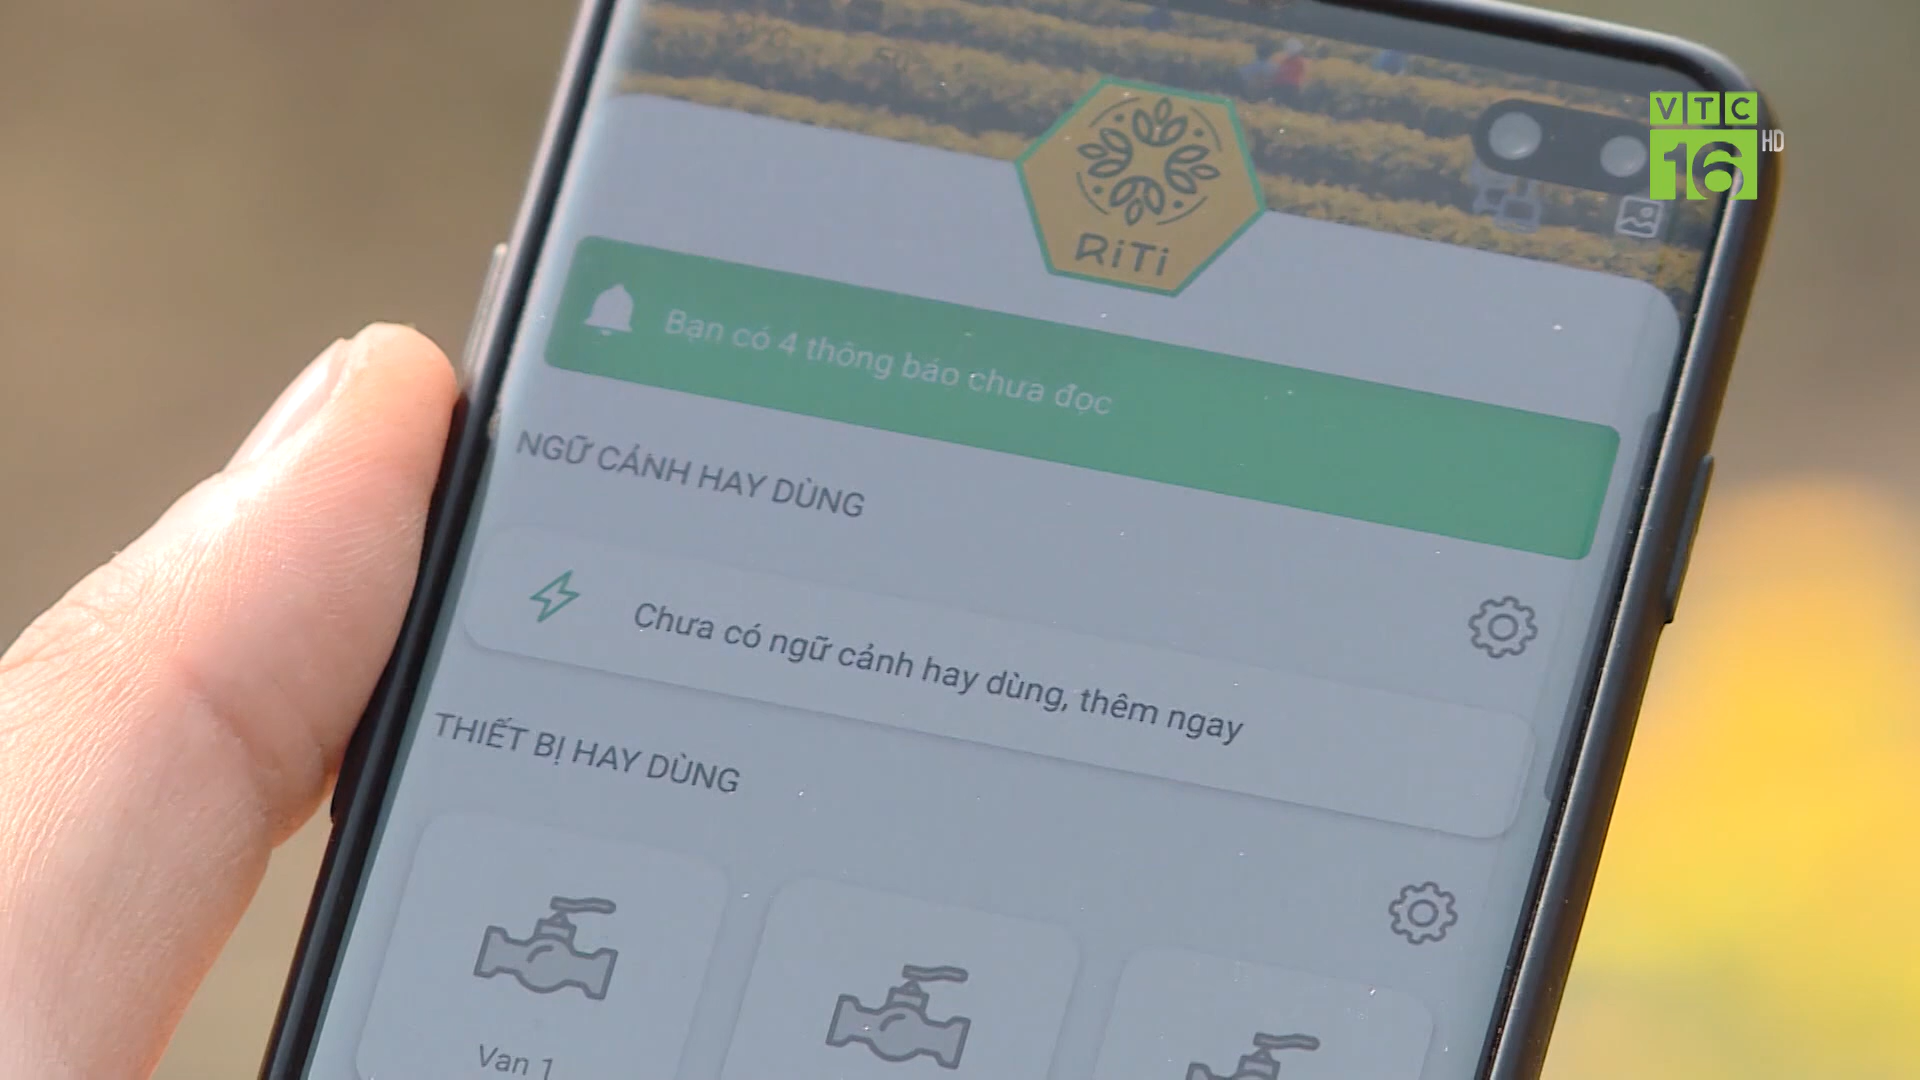 VTC
16
HD
RiTi
Bạn có 4 thông báo chưa đọc
NGỮ CẢNH HAY DÙNG
Chưa có ngữ cảnh hay dùng, thêm ngay
THIẾT BỊ HAY DÙNG
Van 1